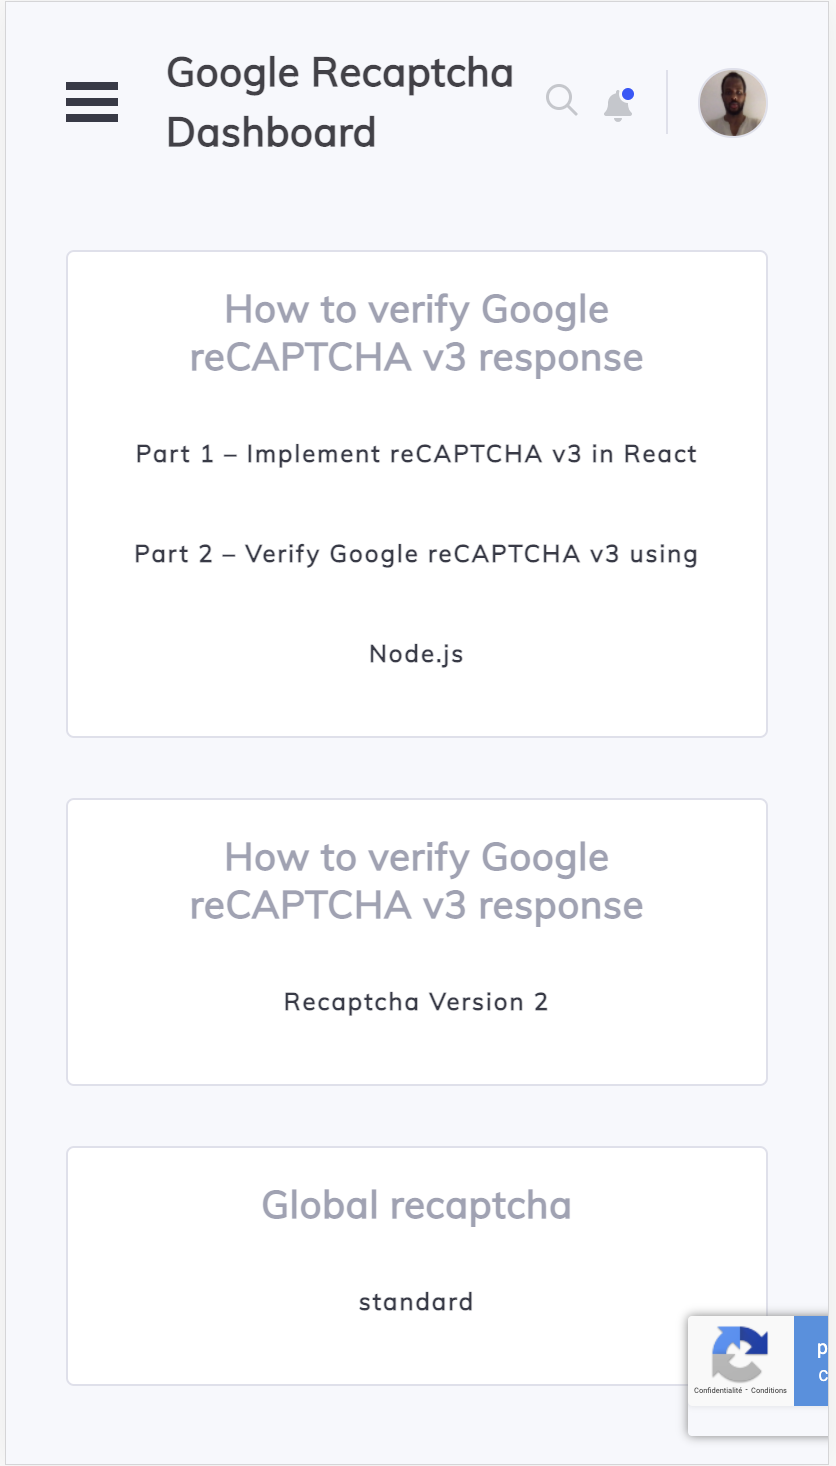 Google Recaptcha
Dashboard
How to verify Google
reCAPTCHA v3 response
Part 1 – Implement reCAPTCHA v3 in React
Part 2 – Verify Google reCAPTCHA v3 using
Node.js
How to verify Google
reCAPTCHA v3 response
Recaptcha Version 2
Global recaptcha
standard
Confidentialité - Conditions